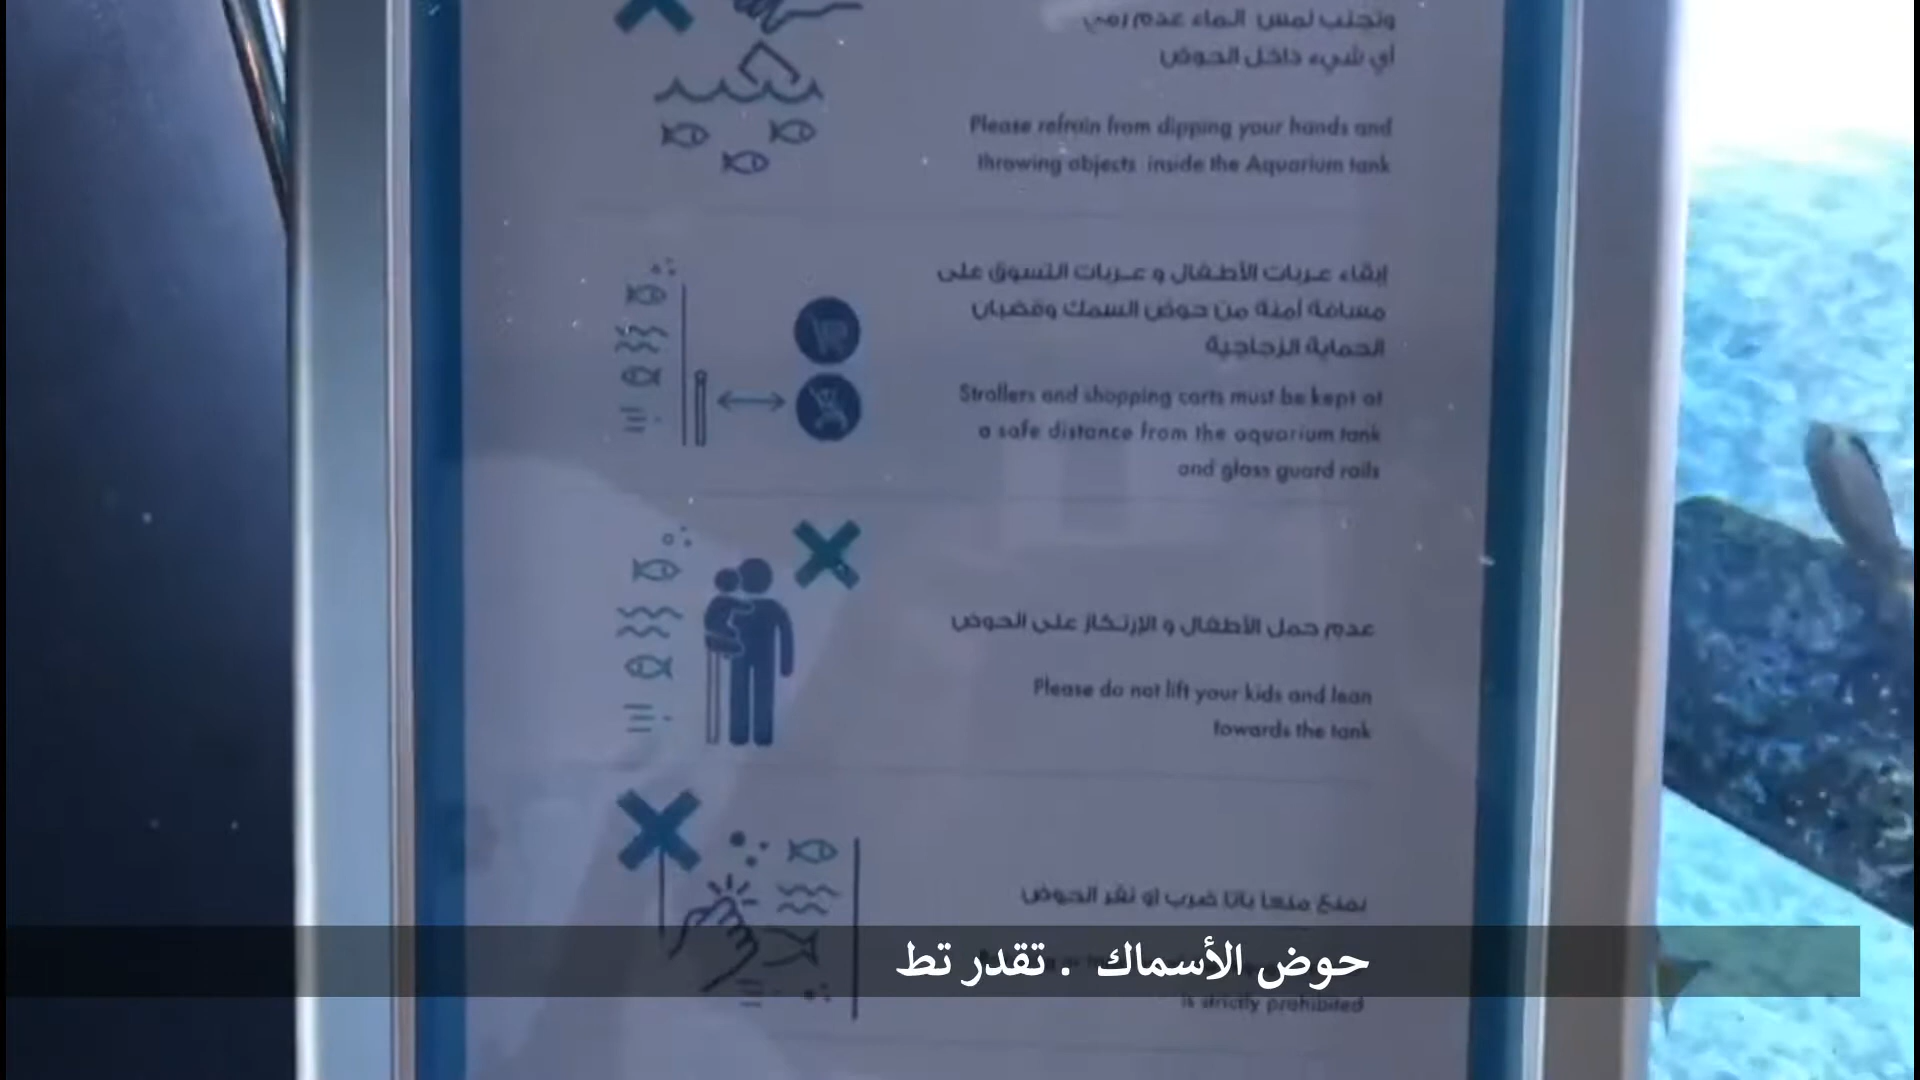 وتجنب لمس الماء عدم رمي
أي شيء داخل الحوض
Please refrain from dipping your hands and
throwing objects inside the Aquarium tank
إبقاء عربات الأطفال و عربات التسوق على
مسافة آمنة من حوض السمك وقضبان
الحماية الزجاجية
Strollers and shopping carts must be kept at
a safe distance from the aquarium tank
and glass guard rails
عدم حمل الأطفال و الإرتكاز على الحوض
Please do not lift your kids and lean
towards the tank
يمنع منعا باتا ضرب او نقر الحوض
حوض الأسماك . تقدر تط
is strictly prohibited